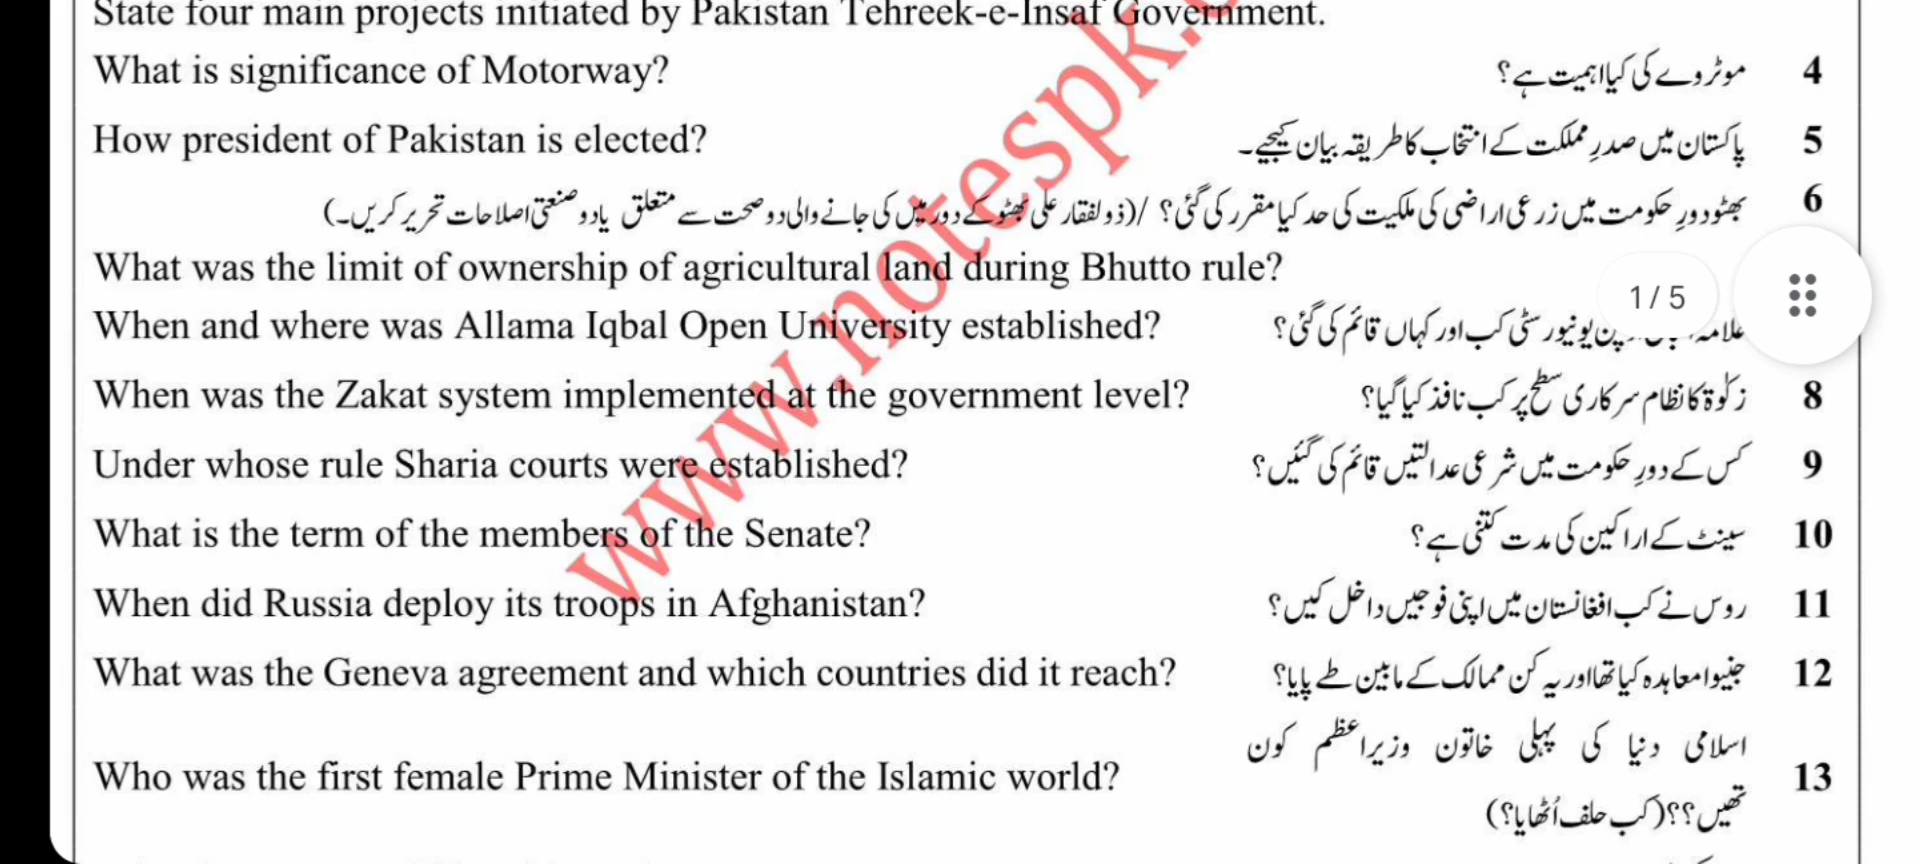 State four main projects initiated by Pakistan Tehreek-e-Insaf Government.
What is significance of Motorway? موٹروے کی کیا اہمیت ہے؟ 4
How president of Pakistan is elected? پاکستان میں صدرِ مملکت کے انتخاب کا طریقہ بیان کیجیے۔ 5
بھٹو دورِ حکومت میں زرعی اراضی کی ملکیت کی حد کیا مقرر کی گئی؟ /(ذولفقار علی بھٹو کے دور میں کی جانے والی دو صحت سے متعلق یا دو صنعتی اصلاحات تحریر کریں۔) 6
What was the limit of ownership of agricultural land during Bhutto rule?
When and where was Allama Iqbal Open University established? علامہ یونیورسٹی کب اور کہاں قائم کی گئی؟
1 / 5
When was the Zakat system implemented at the government level? زکوٰۃ کا نظام سرکاری سطح پر کب نافذ کیا گیا؟ 8
Under whose rule Sharia courts were established? کس کے دورِ حکومت میں شرعی عدالتیں قائم کی گئیں؟ 9
What is the term of the members of the Senate? سینٹ کے اراکین کی مدت کتنی ہے؟ 10
When did Russia deploy its troops in Afghanistan? روس نے کب افغانستان میں اپنی فوجیں داخل کیں؟ 11
What was the Geneva agreement and which countries did it reach? جنیوا معاہدہ کیا تھا اور یہ کن ممالک کے مابین طے پایا؟ 12
اسلامی دنیا کی پہلی خاتون وزیراعظم کون
Who was the first female Prime Minister of the Islamic world? 13
تھیں؟؟(کب حلف اُٹھایا؟)
www.notespk.